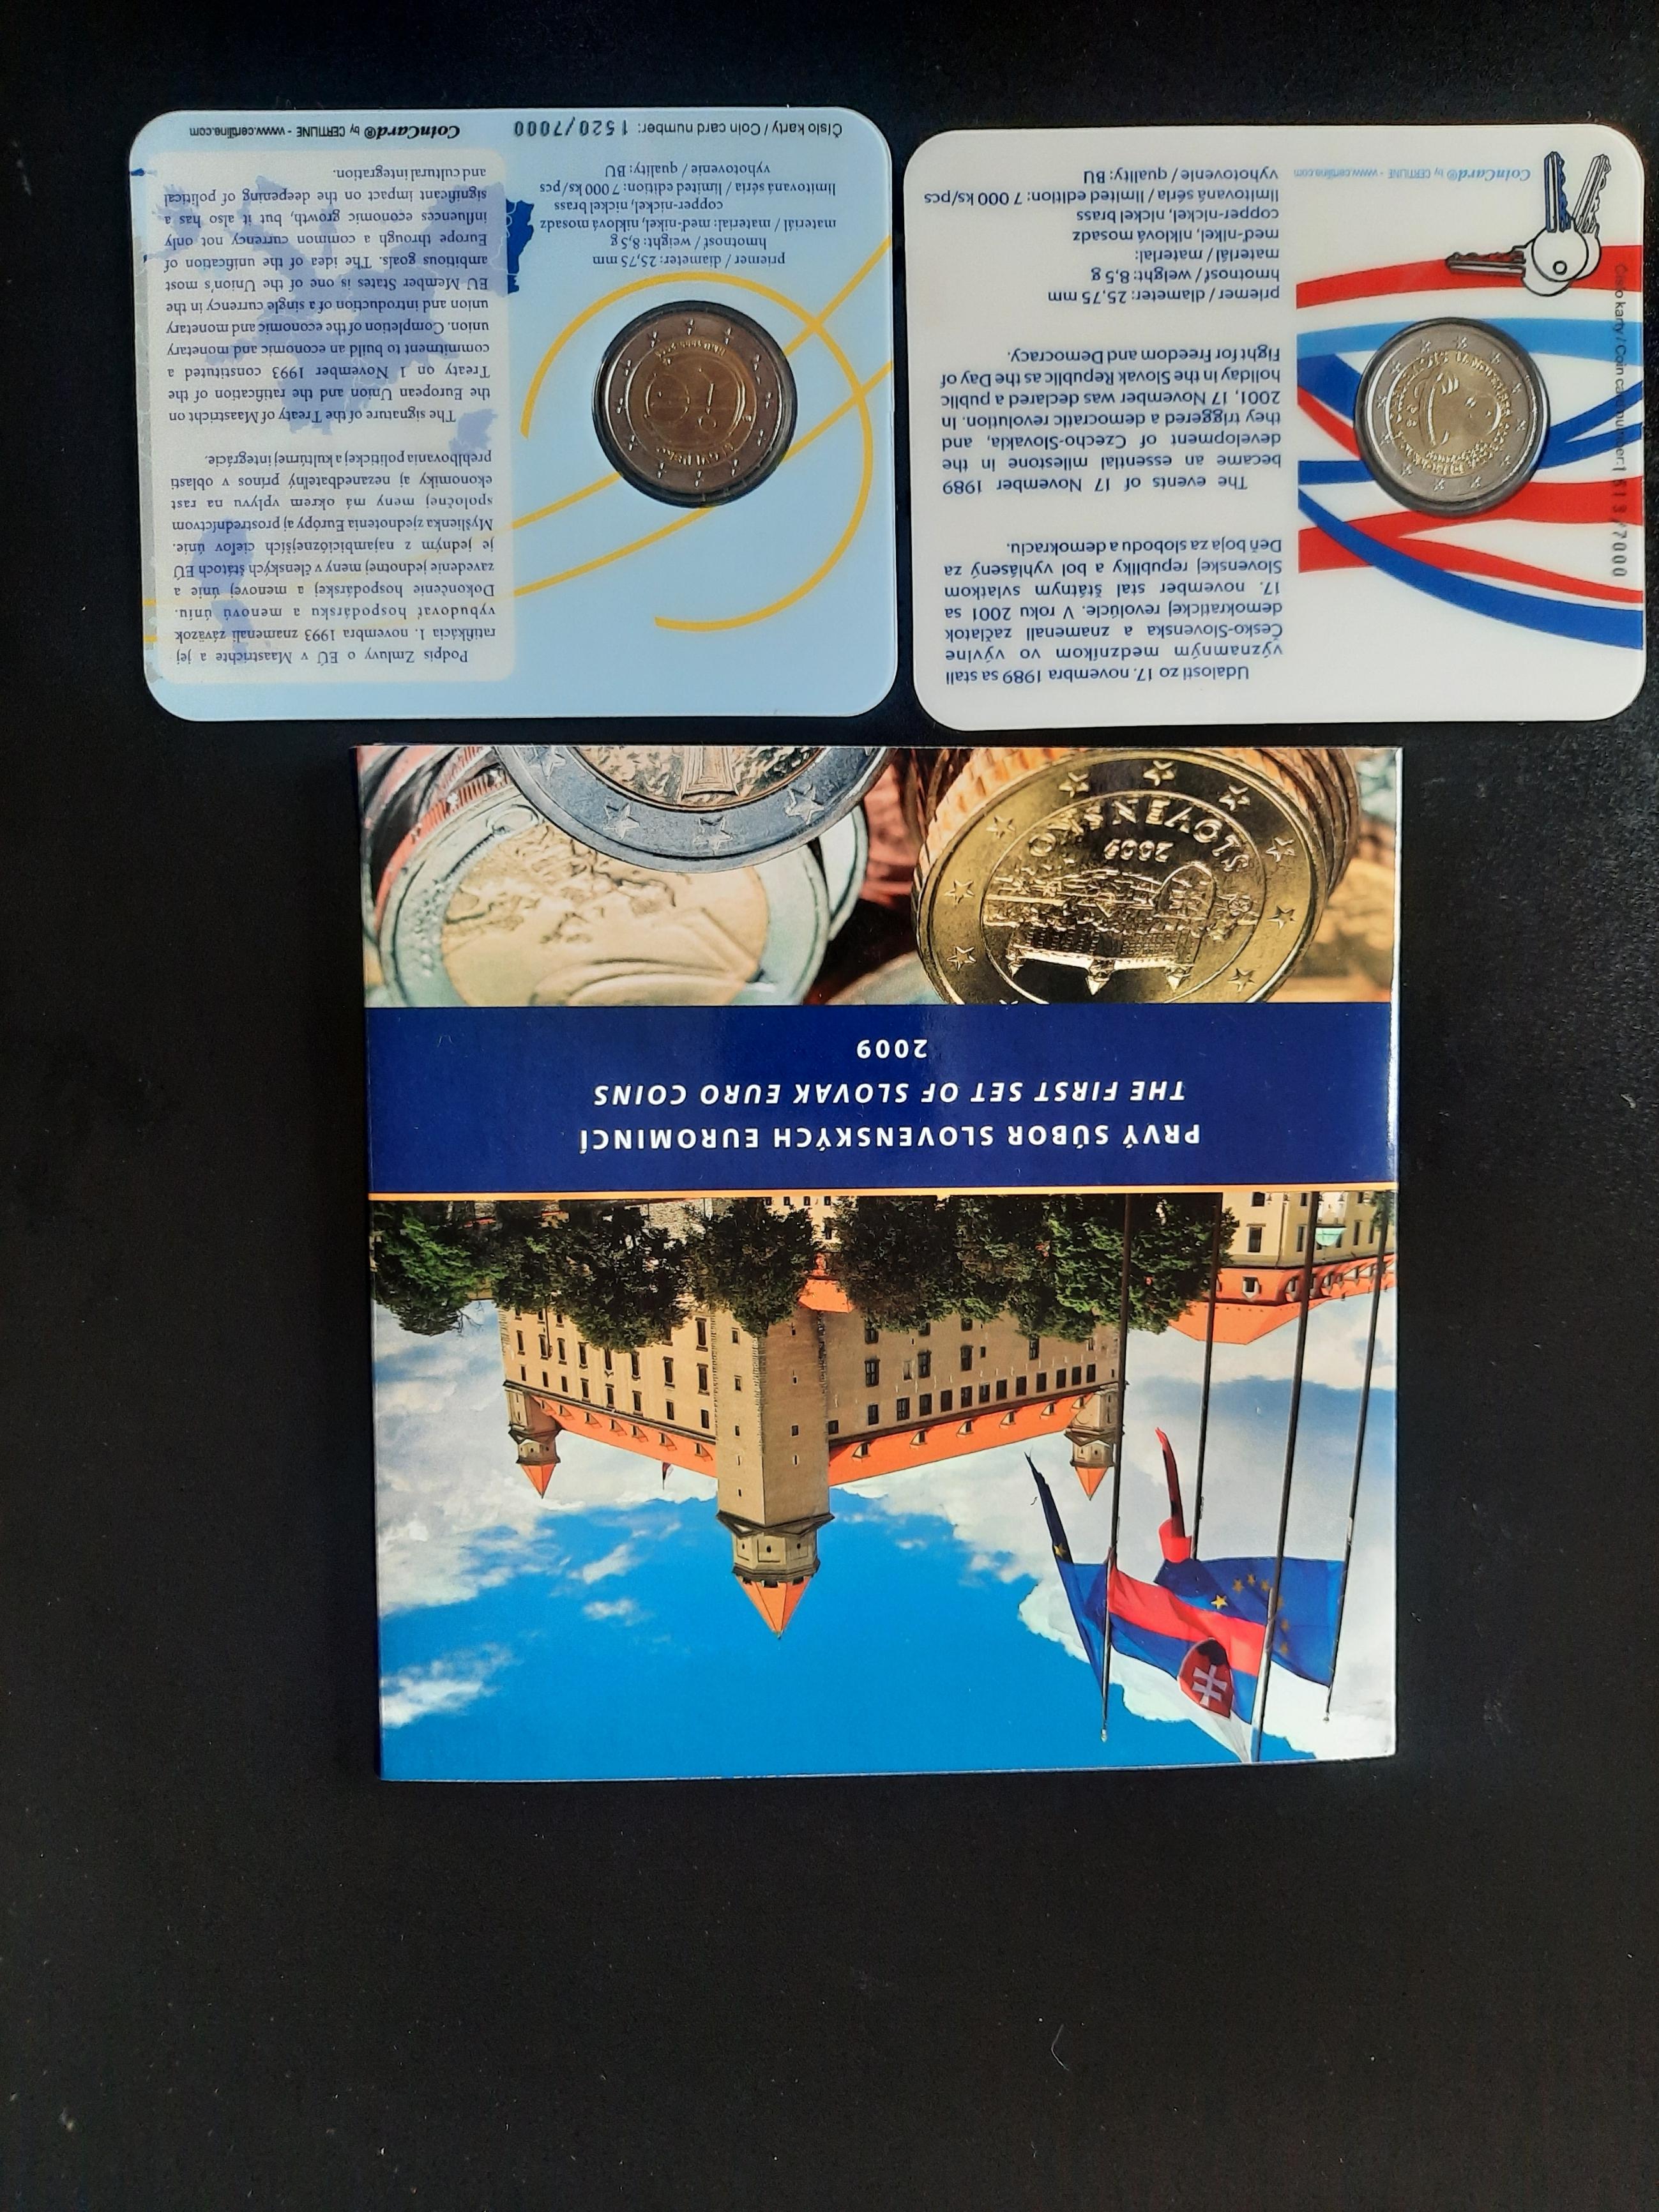 PRVÝ SÚBOR SLOVENSKÝCH EUROMINCÍ
THE FIRST SET OF SLOVAK EURO COINS
2009
2009
SLOVENSKO
Udalosti zo 17. novembra 1989 sa stali
významným medzníkom vo vývine
Česko-Slovenska a znamenali začiatok
demokratickej revolúcie. V roku 2001 sa
17. november stal štátnym sviatkom
Slovenskej republiky a bol vyhlásený za
Deň boja za slobodu a demokraciu.
The events of 17 November 1989
became an essential milestone in the
development of Czecho-Slovakia, and
they triggered a democratic revolution. In
2001, 17 November was declared a public
holiday in the Slovak Republic as the Day of
Fight for Freedom and Democracy.
priemer / diameter: 25,75 mm
hmotnosť / weight: 8,5 g
materiál / material:
meď-nikel, niklová mosadz
copper-nickel, nickel brass
limitovaná séria / limited edition: 7 000 ks/pcs
vyhotovenie / quality: BU
Číslo karty / Coin card number:
CoinCard® by CERTILINE - www.certiline.com
Podpis Zmluvy o EÚ v Maastrichte a jej
ratifikácia 1. novembra 1993 znamenali záväzok
vybudovať hospodársku a menovú úniu.
Dokončenie hospodárskej a menovej únie a
zavedenie jednotnej meny v členských štátoch EÚ
je jedným z najambicióznejších cieľov únie.
Myšlienka zjednotenia Európy aj prostredníctvom
spoločnej meny má okrem vplyvu na rast
ekonomiky aj nezanedbateľný prínos v oblasti
prehlbovania politickej a kultúrnej integrácie.
The signature of the Treaty of Maastricht on
the European Union and the ratification of the
Treaty on 1 November 1993 constituted a
commitment to build an economic and monetary
union. Completion of the economic and monetary
union and introduction of a single currency in the
EU Member States is one of the Union's most
ambitious goals. The idea of the unification of
Europe through a common currency not only
influences economic growth, but it also has a
significant impact on the deepening of political
and cultural integration.
priemer / diameter: 25,75 mm
hmotnosť / weight: 8,5 g
materiál / material: meď-nikel, niklová mosadz
copper-nickel, nickel brass
limitovaná séria / limited edition: 7 000 ks/pcs
vyhotovenie / quality: BU
Číslo karty / Coin card number: 1520/7000
CoinCard® by CERTILINE - www.certiline.com